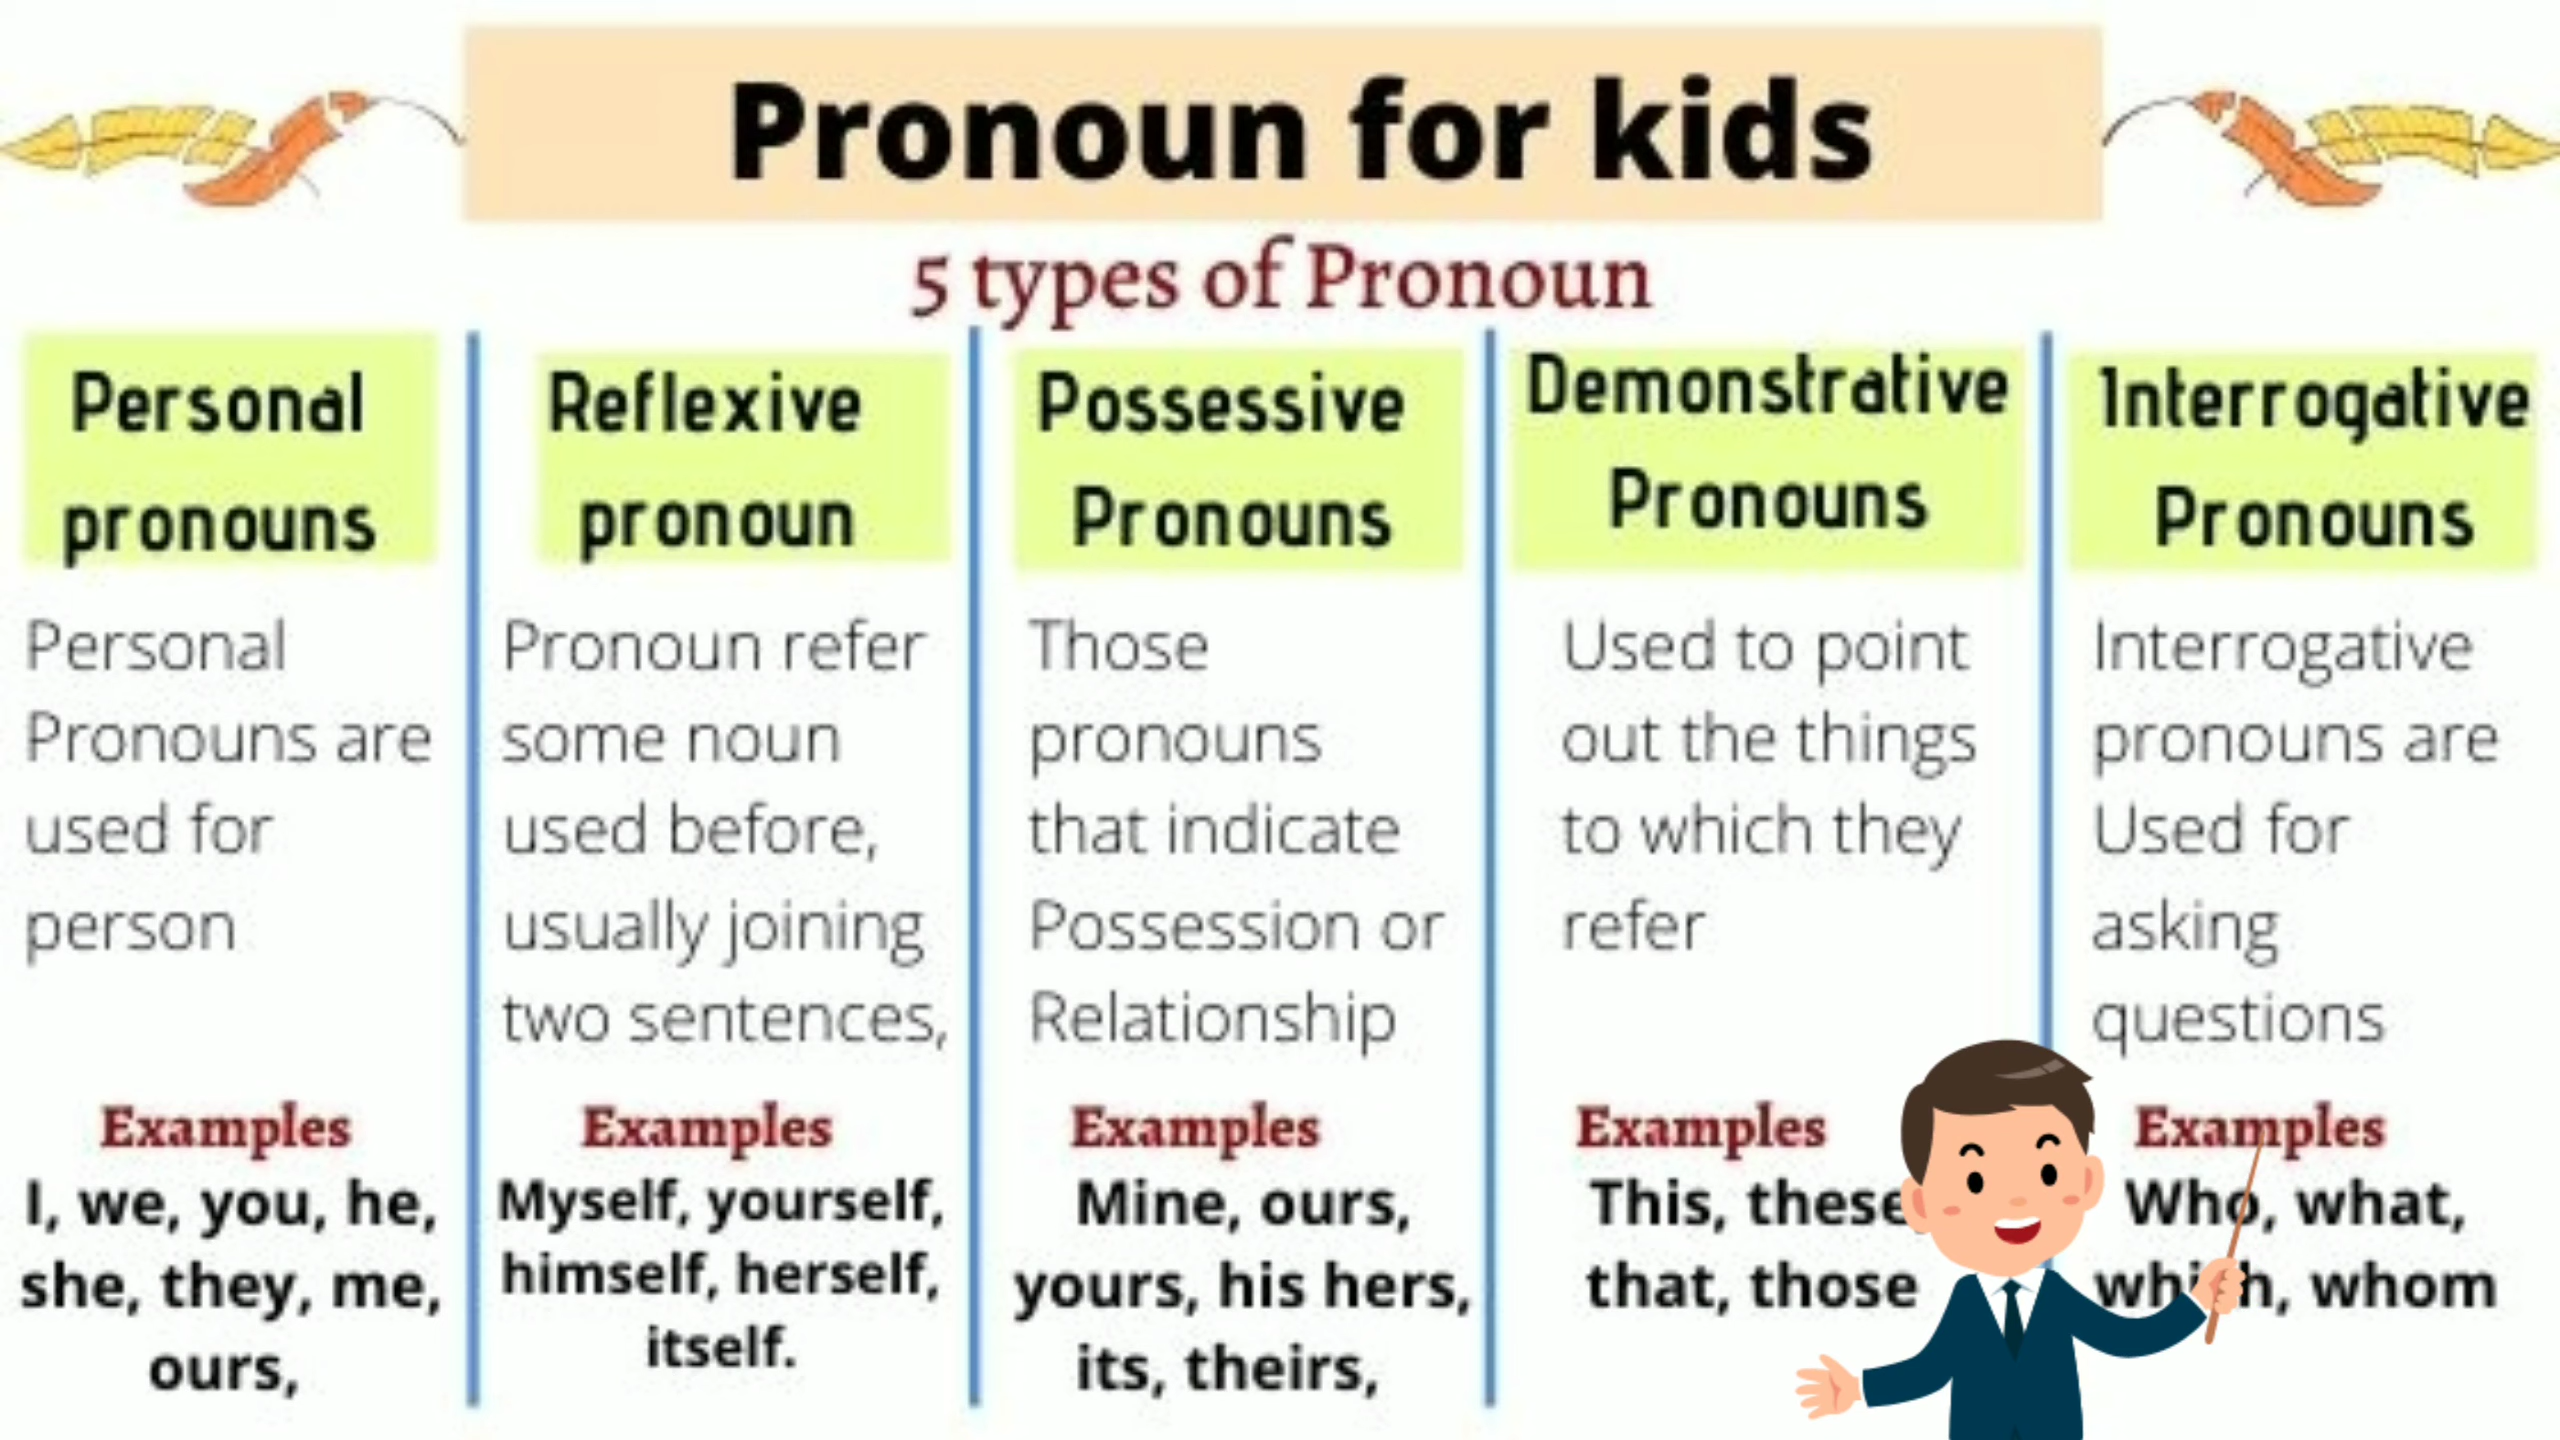 Pronoun for kids
5 types of Pronoun
Personal
pronouns
Personal
Pronouns are
used for
person
Examples
I, we, you, he,
she, they, me,
ours,
Reflexive
pronoun
Pronoun refer
some noun
used before,
usually joining
two sentences,
Examples
Myself, yourself,
himself, herself,
itself.
Possessive
Pronouns
Those
pronouns
that indicate
Possession or
Relationship
Examples
Mine, ours,
yours, his hers,
its, theirs,
Demonstrative
Pronouns
Used to point
out the things
to which they
refer
Examples
This, these
that, those
Interrogative
Pronouns
Interrogative
pronouns are
Used for
asking
questions
Examples
Who, what,
which, whom